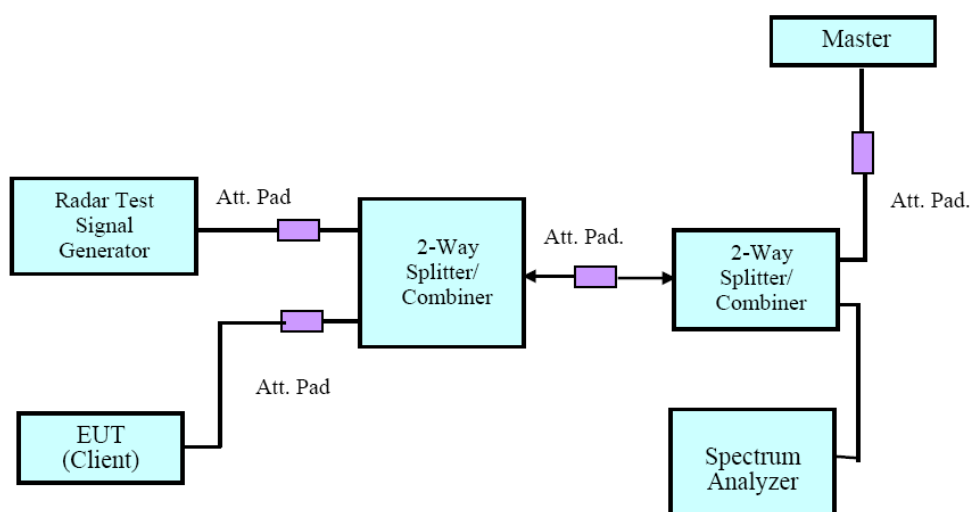 Master
Att. Pad
Att. Pad.
Radar Test
Signal
Generator
2-Way
Splitter/
Combiner
Att. Pad.
2-Way
Splitter/
Combiner
Att. Pad
EUT
(Client)
Spectrum
Analyzer